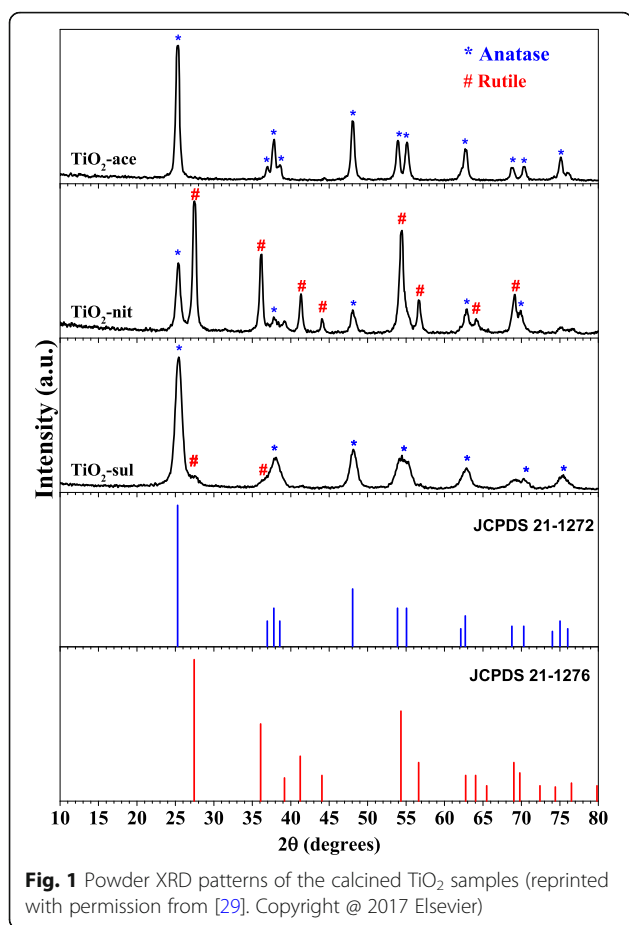 * Anatase
# Rutile
*
*
*
*
*
*
*
*
*
*
*
TiO₂-ace
#
*
#
*
#
#
*
#
#
*
#
#
*
TiO₂-nit
*
#
#
*
*
*
*
*
*
TiO₂-sul
Intensity (a.u.)
JCPDS 21-1272
JCPDS 21-1276
10 15 20 25 30 35 40 45 50 55 60 65 70 75 80
2θ (degrees)
Fig. 1 Powder XRD patterns of the calcined TiO₂ samples (reprinted
with permission from [29]. Copyright @ 2017 Elsevier)